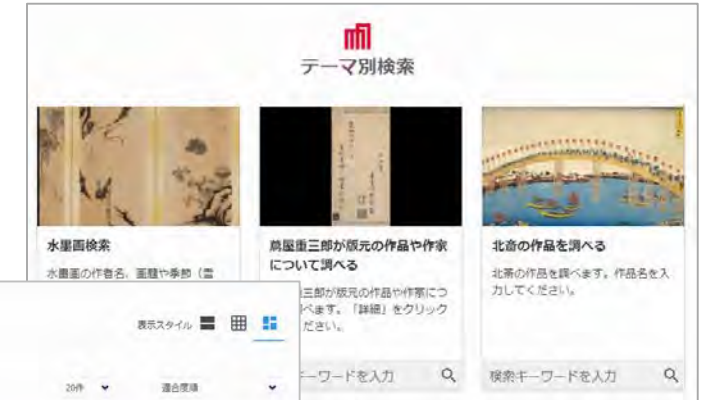 テーマ別検索
水墨画検索
水墨画の作者名、画題や季節（雪
蔦屋重三郎が版元の作品や作家
について調べる
三郎が版元の作品や作家につ
べます。「詳細」をクリック
ださい。
ーワードを入力
北斎の作品を調べる
北斎の作品を調べます。作品名を入
力してください。
検索キーワードを入力
表示スタイル
20件
適合度順